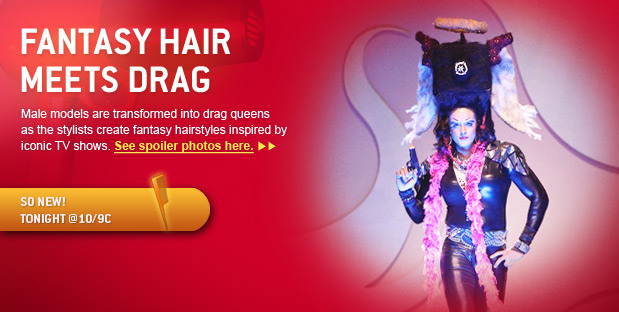 FANTASY HAIR
MEETS DRAG
Male models are transformed into drag queens
as the stylists create fantasy hairstyles inspired by
iconic TV shows. See spoiler photos here.
SO NEW!
TONIGHT @10/9C